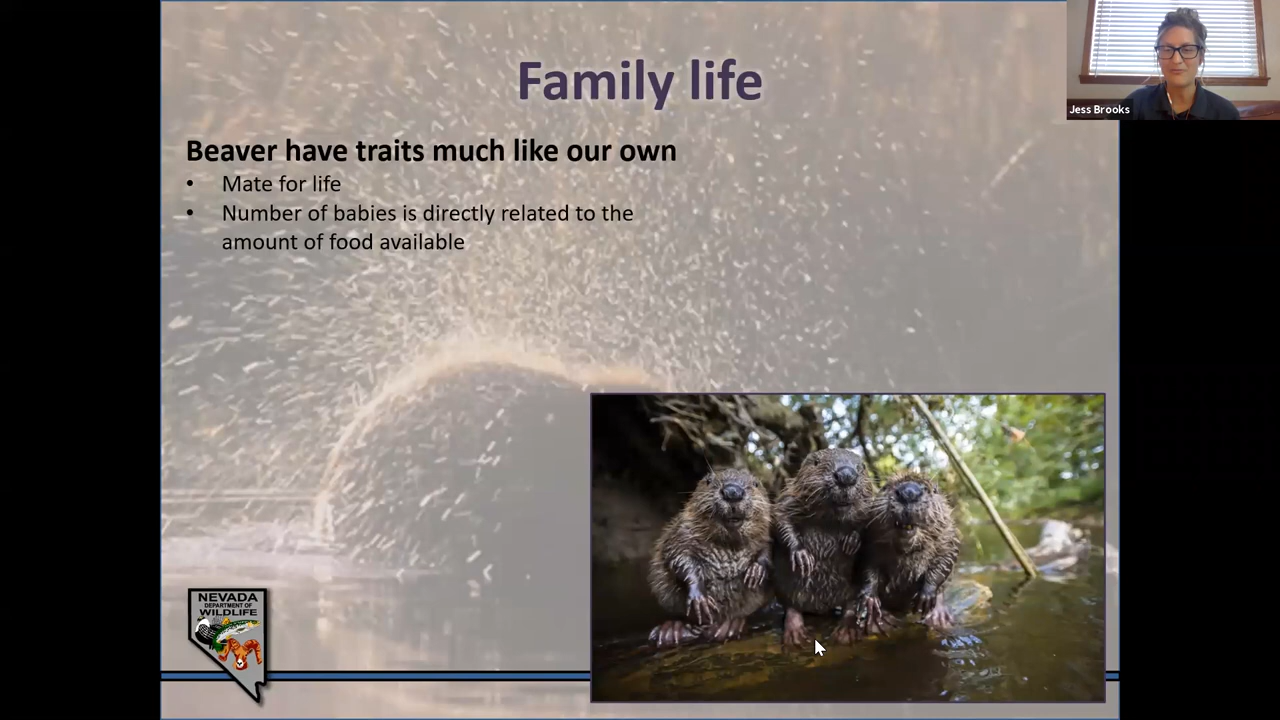 Family life
Jess Brooks
Beaver have traits much like our own
• Mate for life
• Number of babies is directly related to the
amount of food available
NEVADA
DEPARTMENT OF
WILDLIFE